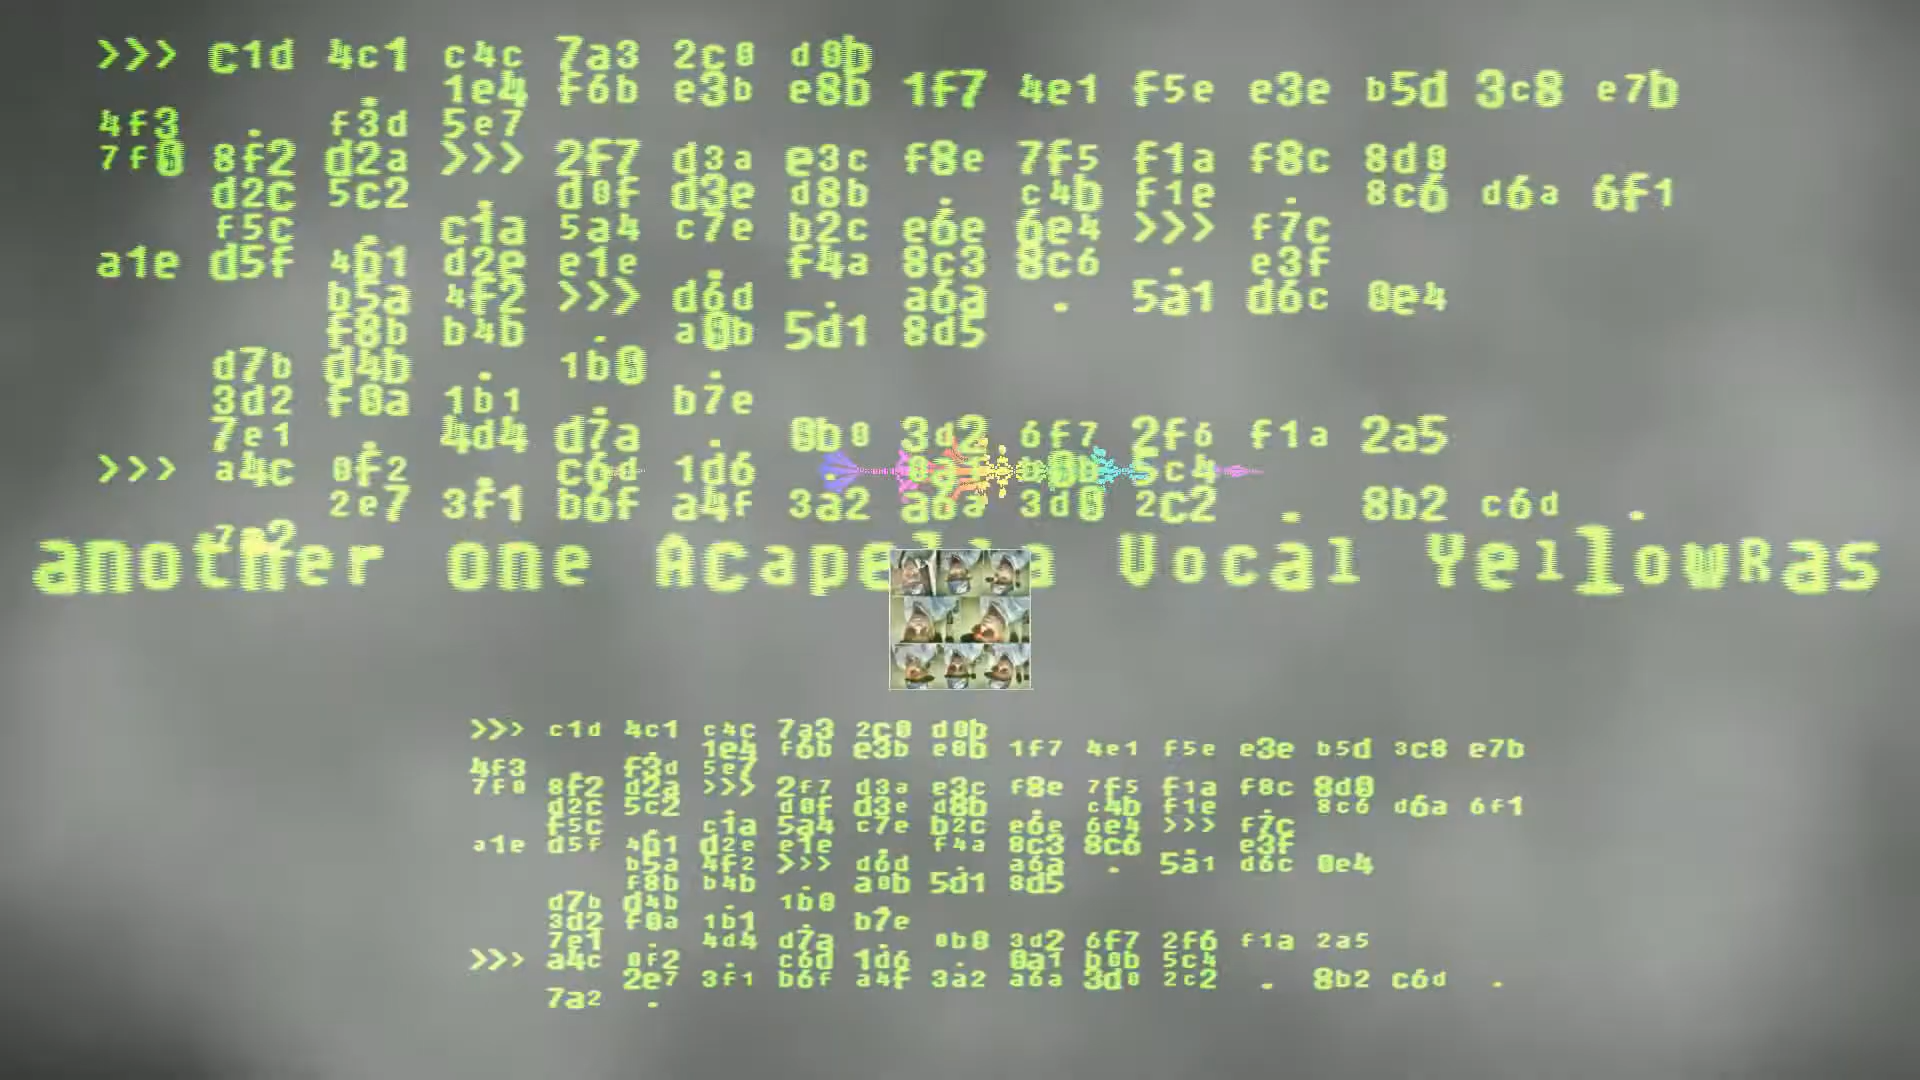 >>> c1d 4c1 c4c 7a3 2c0 d0b
. 1e4 f6b e3b e8b 1f7 4e1 f5e e3e b5d 3c8 e7b
4f3 . f3d 5e7
7f0 8f2 d2a >>> 2f7 d3a e3c f8e 7f5 f1a f8c 8d0
d2c 5c2 . d0f d3e d8b . c4b f1e . 8c6 d6a 6f1
f5c . c1a 5a4 c7e b2c e6e 6e4 >>> f7c
a1e d5f 4b1 d2e e1e . f4a 8c3 8c6 . e3f
b5a 4f2 >>> d6d . a6a . 5a1 d6c 0e4
f8b b4b . a0b 5d1 8d5
d7b d4b . 1b0 .
3d2 f0a 1b1 . b7e
7e1 . 4d4 d7a . 0b0 3d2 6f7 2f6 f1a 2a5
>>> a4c 0f2 . c6d 1d6 . 0a1 b0b 5c4
2e7 3f1 b6f a4f 3a2 a6a 3d0 2c2 . 8b2 c6d .
7a2
another one Acapella Vocal YellowRas
>>> c1d 4c1 c4c 7a3 2c0 d0b
. 1e4 f6b e3b e8b 1f7 4e1 f5e e3e b5d 3c8 e7b
4f3 . f3d 5e7
7f0 8f2 d2a >>> 2f7 d3a e3c f8e 7f5 f1a f8c 8d0
d2c 5c2 . d0f d3e d8b . c4b f1e . 8c6 d6a 6f1
f5c . c1a 5a4 c7e b2c e6e 6e4 >>> f7c
a1e d5f 4b1 d2e e1e . f4a 8c3 8c6 . e3f
b5a 4f2 >>> d6d . a6a . 5a1 d6c 0e4
f8b b4b . a0b 5d1 8d5
d7b d4b . 1b0 .
3d2 f0a 1b1 . b7e
7e1 . 4d4 d7a . 0b0 3d2 6f7 2f6 f1a 2a5
>>> a4c 0f2 . c6d 1d6 . 0a1 b0b 5c4
2e7 3f1 b6f a4f 3a2 a6a 3d0 2c2 . 8b2 c6d .
7a2 .